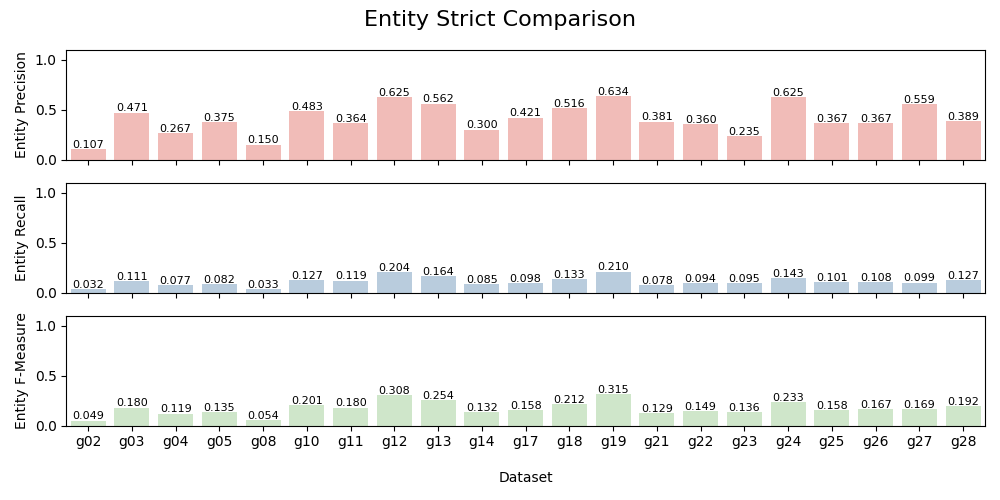 Entity Strict Comparison
Entity Precision
1.0
0.5
0.0
0.107 0.471 0.267 0.375 0.150 0.483 0.364 0.625 0.562 0.300 0.421 0.516 0.634 0.381 0.360 0.235 0.625 0.367 0.367 0.559 0.389
Entity Recall
1.0
0.5
0.0
0.032 0.111 0.077 0.082 0.033 0.127 0.119 0.204 0.164 0.085 0.098 0.133 0.210 0.078 0.094 0.095 0.143 0.101 0.108 0.099 0.127
Entity F-Measure
1.0
0.5
0.0
0.049 0.180 0.119 0.135 0.054 0.201 0.180 0.308 0.254 0.132 0.158 0.212 0.315 0.129 0.149 0.136 0.233 0.158 0.167 0.169 0.192
g02 g03 g04 g05 g08 g10 g11 g12 g13 g14 g17 g18 g19 g21 g22 g23 g24 g25 g26 g27 g28
Dataset